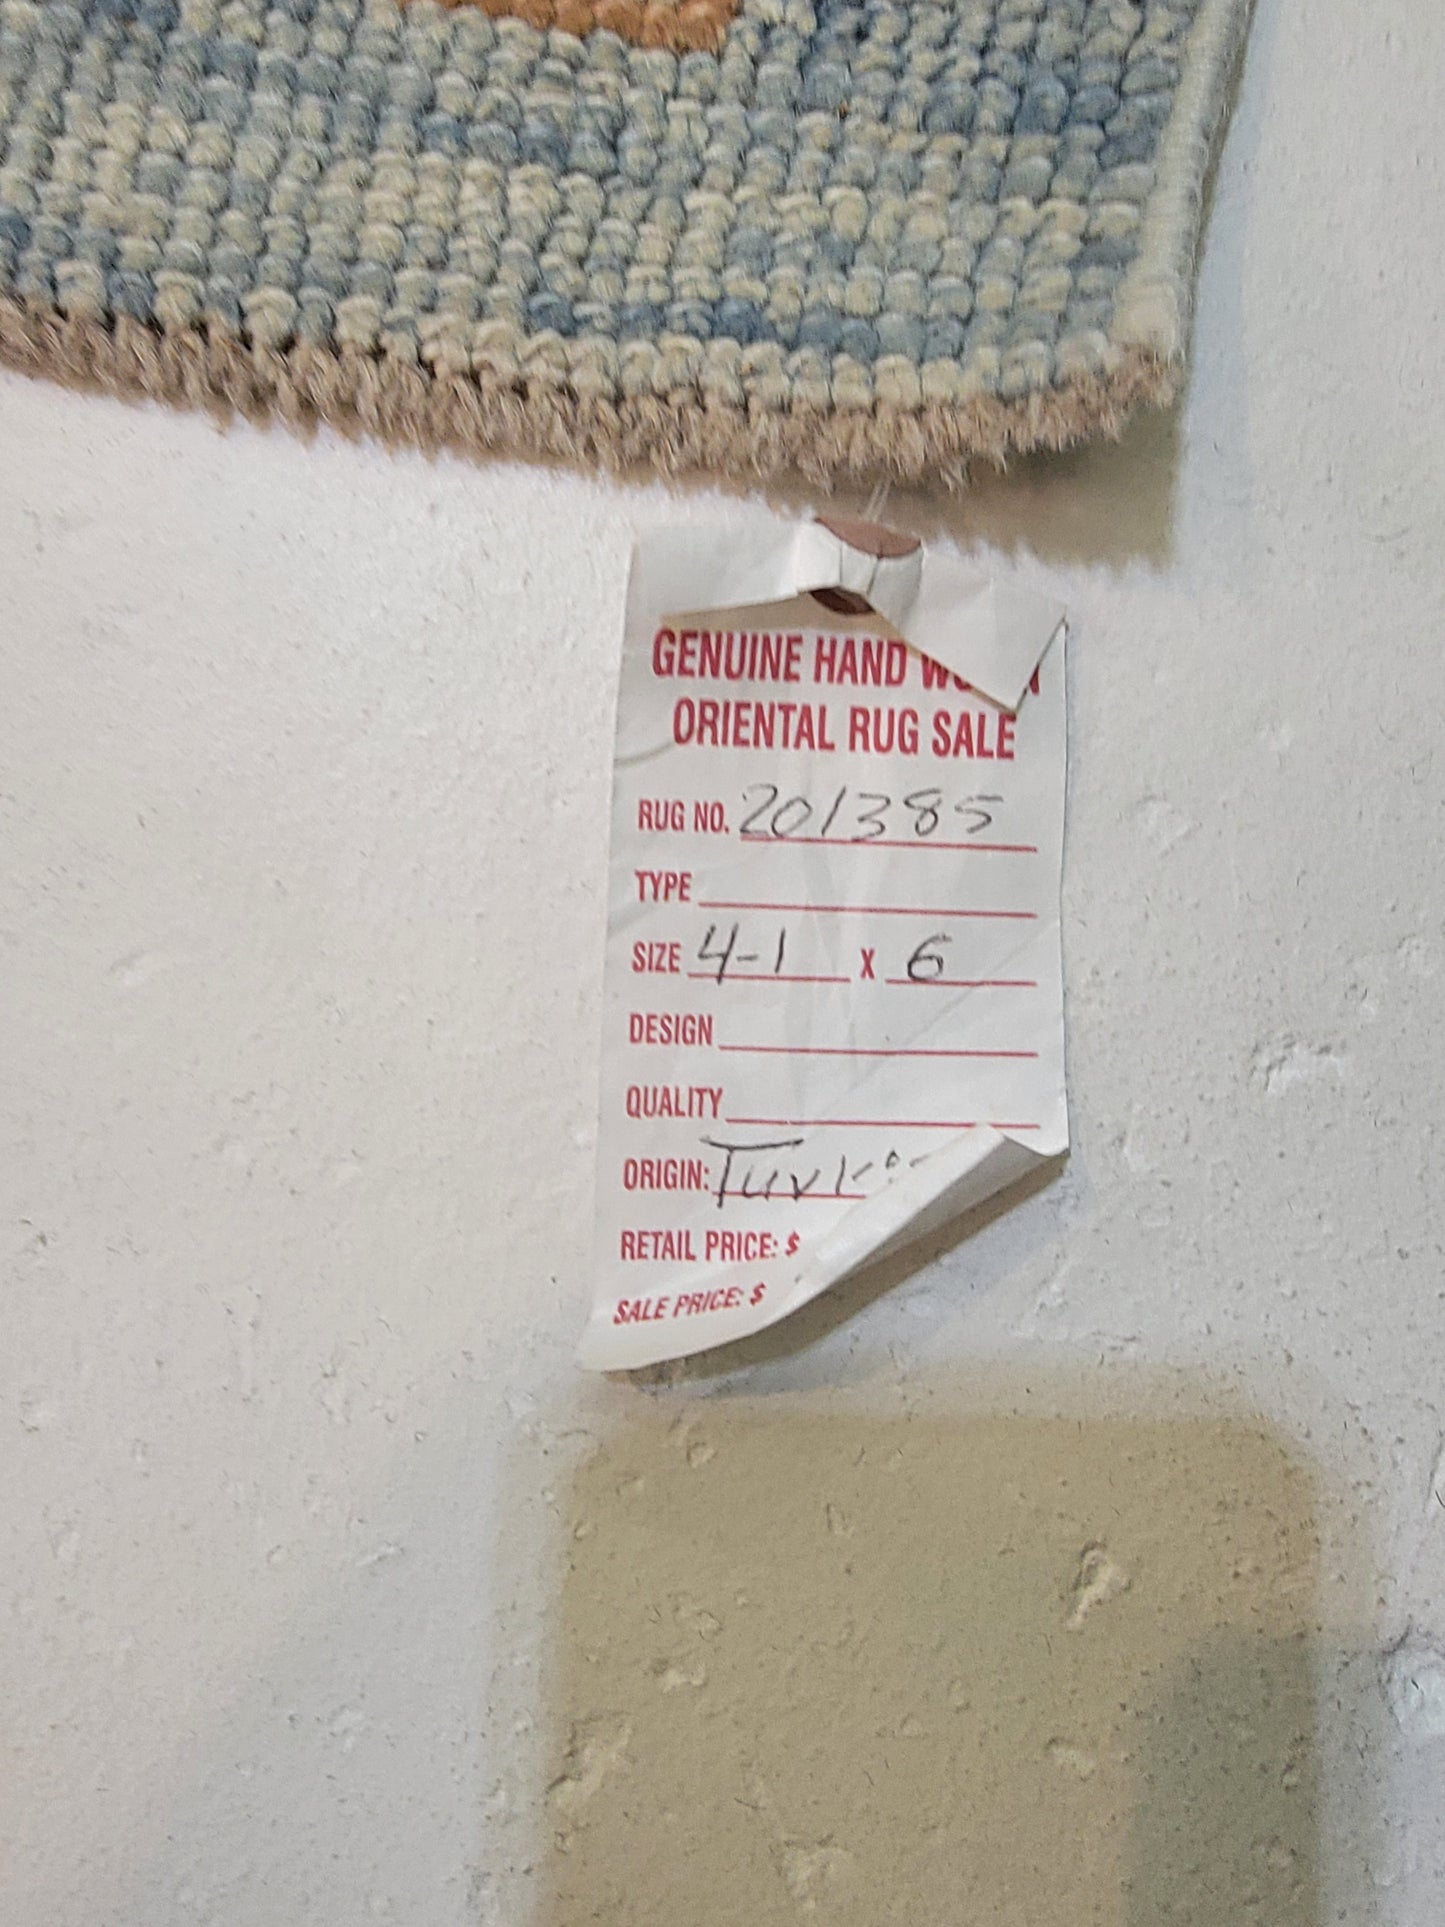 GENUINE HAND
ORIENTAL RUG SALE
RUG NO. 201385
TYPE
SIZE 4-1 X 6
DESIGN
QUALITY
ORIGIN:
RETAIL PRICE: $
SALE PRICE: $